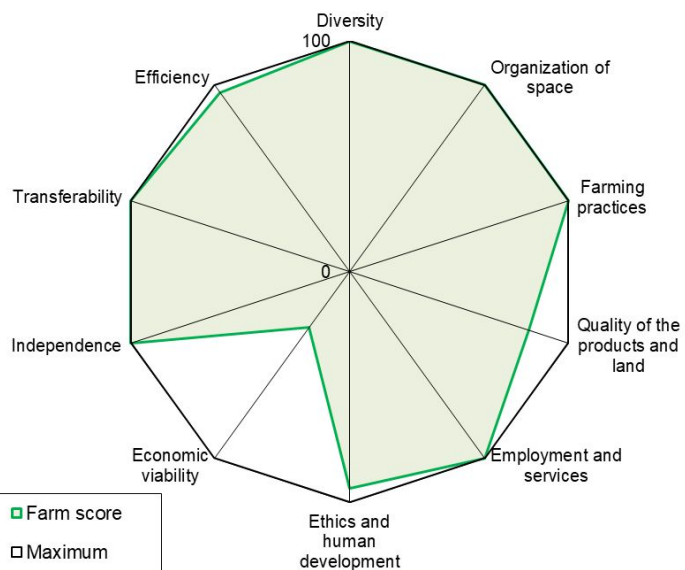 Diversity
100
Organization of
space
Farming
practices
Quality of the
products and
land
Employment and
services
Ethics and
human
development
Economic
viability
Independence
Transferability
Efficiency
0
Farm score
Maximum